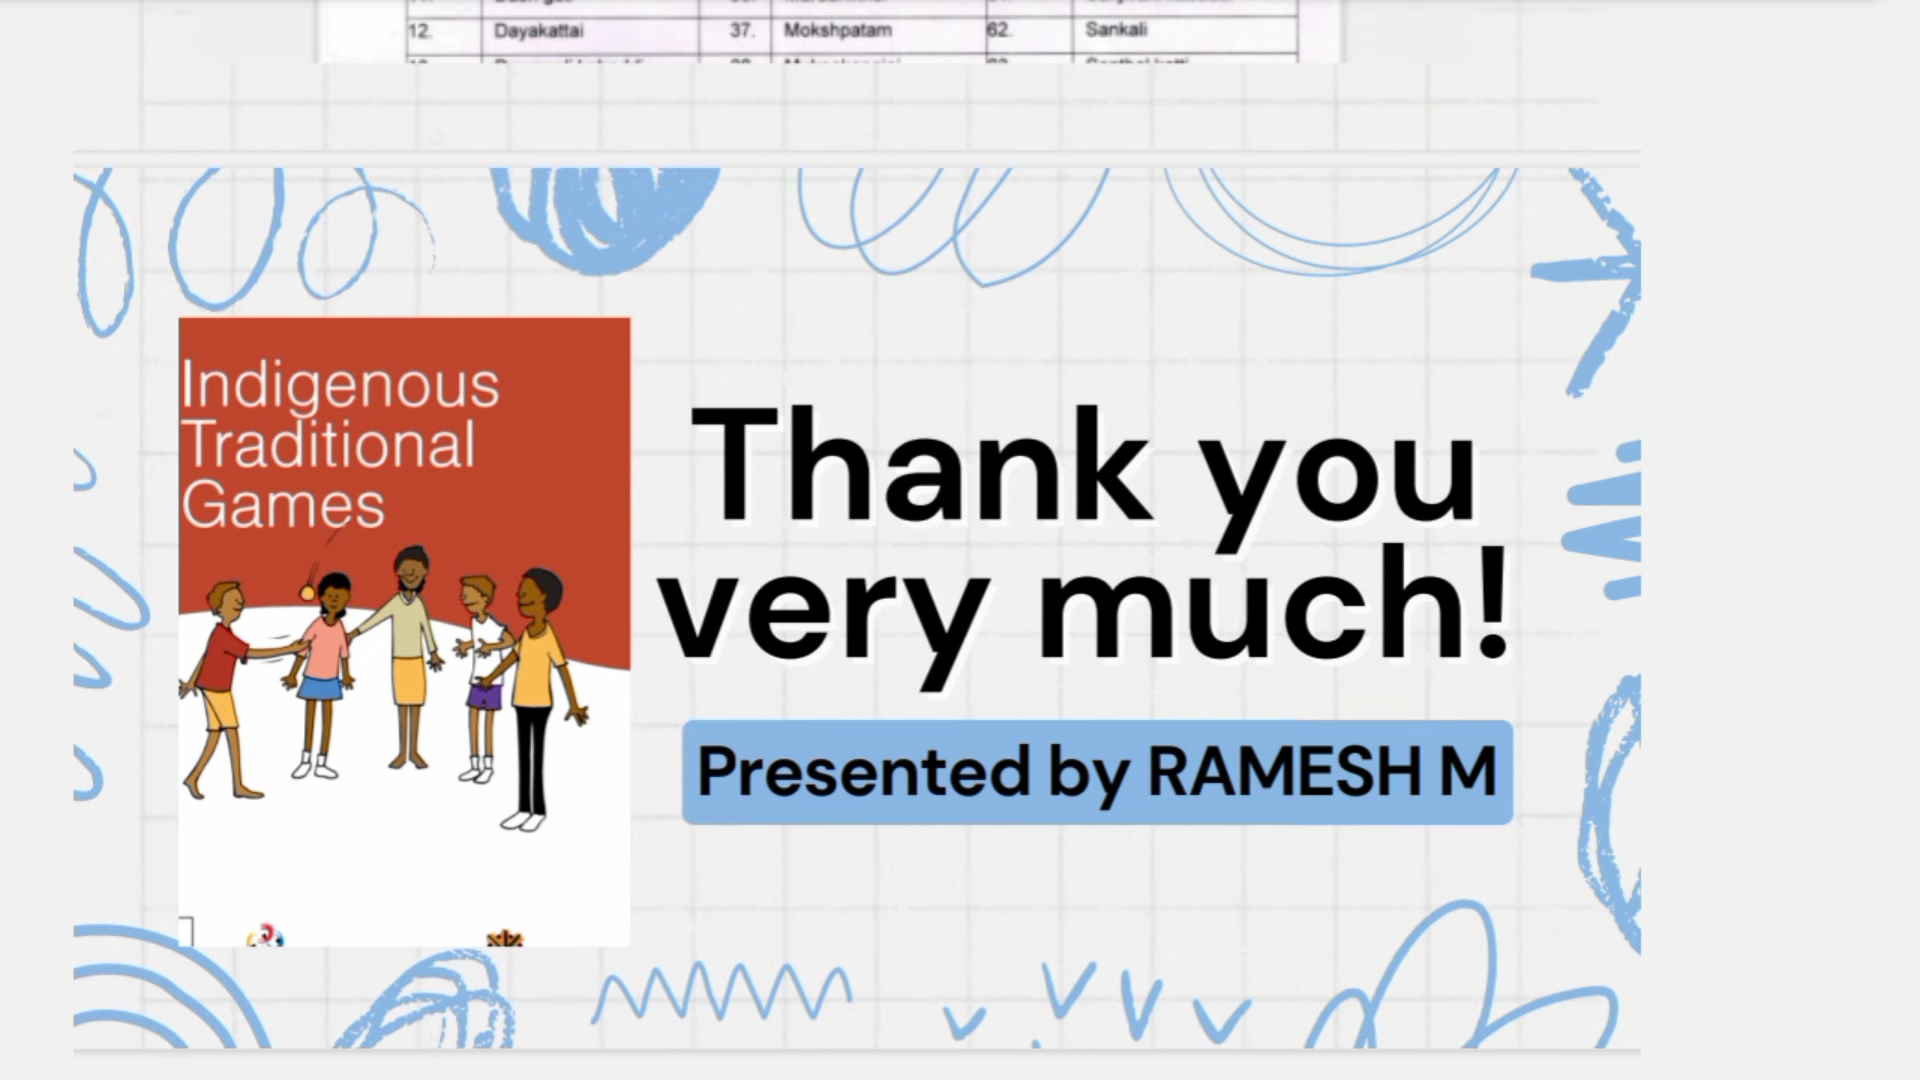 12. Dayakattai 37. Mokshpatam 62. Sankali
Indigenous
Traditional
Games
Thank you
very much!
Presented by RAMESH M